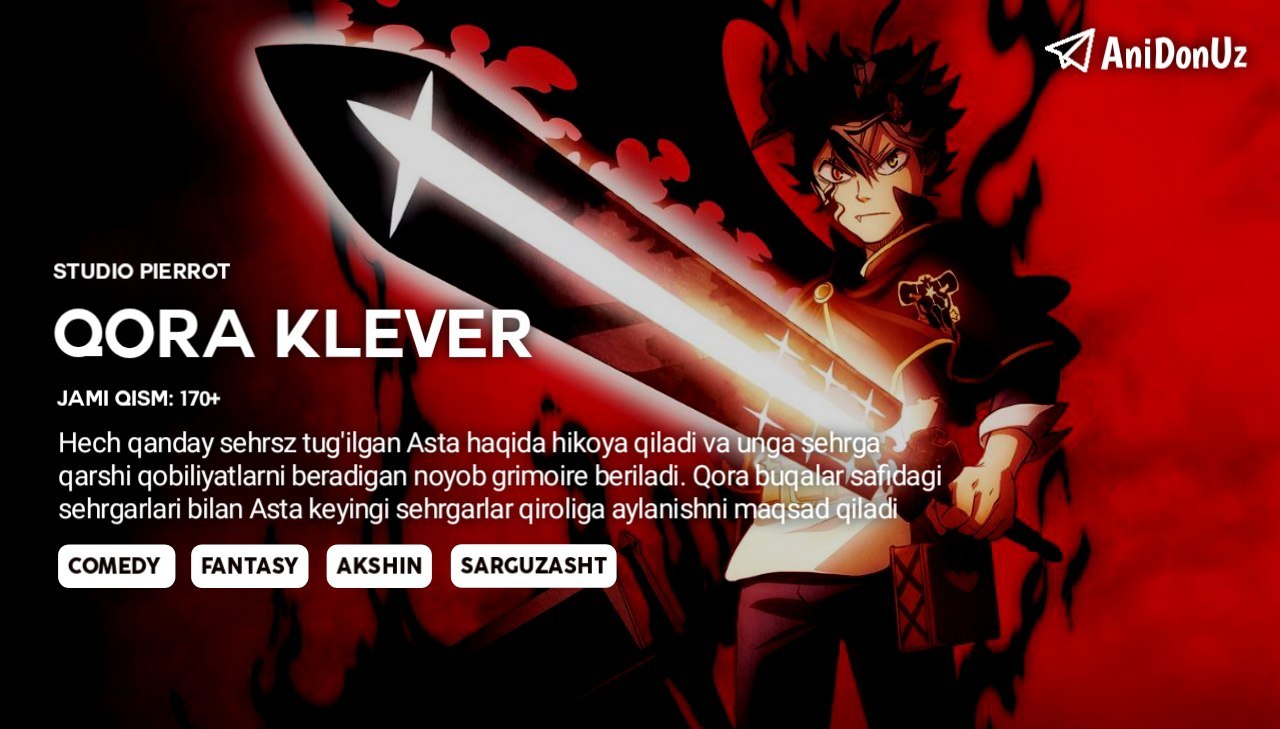 AniDonUz
STUDIO PIERROT
QORA KLEVER
JAMI QISM: 170+
Hech qanday sehrsz tug'ilgan Asta haqida hikoya qiladi va unga sehrga
qarshi qobiliyatlarni beradigan noyob grimoire beriladi. Qora buqalar safidagi
sehrgarlari bilan Asta keyingi sehrgarlar qiroliga aylanishni maqsad qiladi
COMEDY FANTASY AKSHIN SARGUZASHT